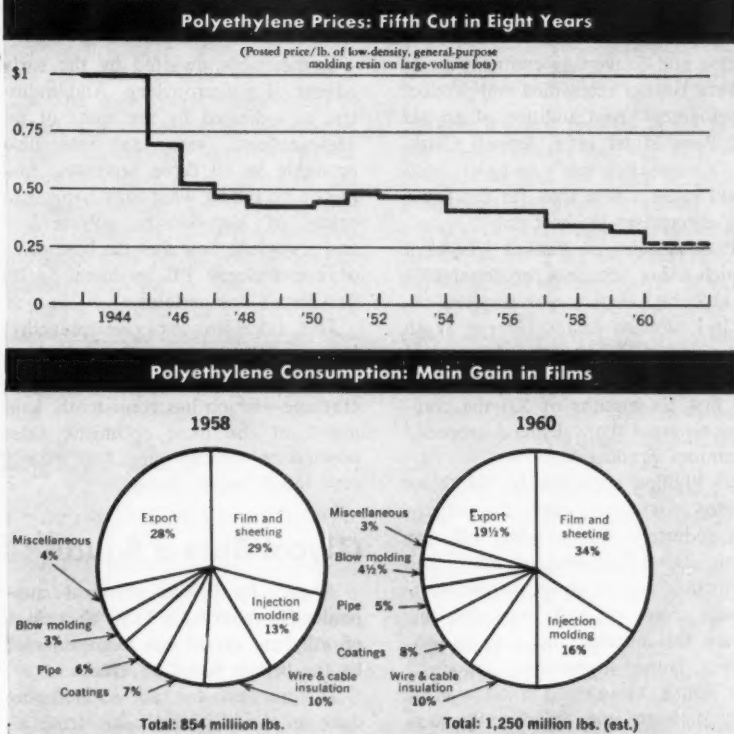 Polyethylene Prices: Fifth Cut in Eight Years
(Posted price/lb. of low-density, general-purpose
molding resin on large-volume lots)
$1
0.75
0.50
0.25
0
1944 '46 '48 '50 '52 '54 '56 '58 '60
Polyethylene Consumption: Main Gain in Films
1958
Export
28%
Film and
sheeting
29%
Miscellaneous
4%
Injection
molding
13%
Blow molding
3%
Pipe 6%
Coatings 7%
Wire & cable
insulation
10%
Total: 854 milliion lbs.
1960
Export
19½%
Film and
sheeting
34%
Miscellaneous
3%
Blow molding
4½%
Pipe 5%
Injection
molding
16%
Coatings 8%
Wire & cable
insulation
10%
Total: 1,250 million lbs. (est.)